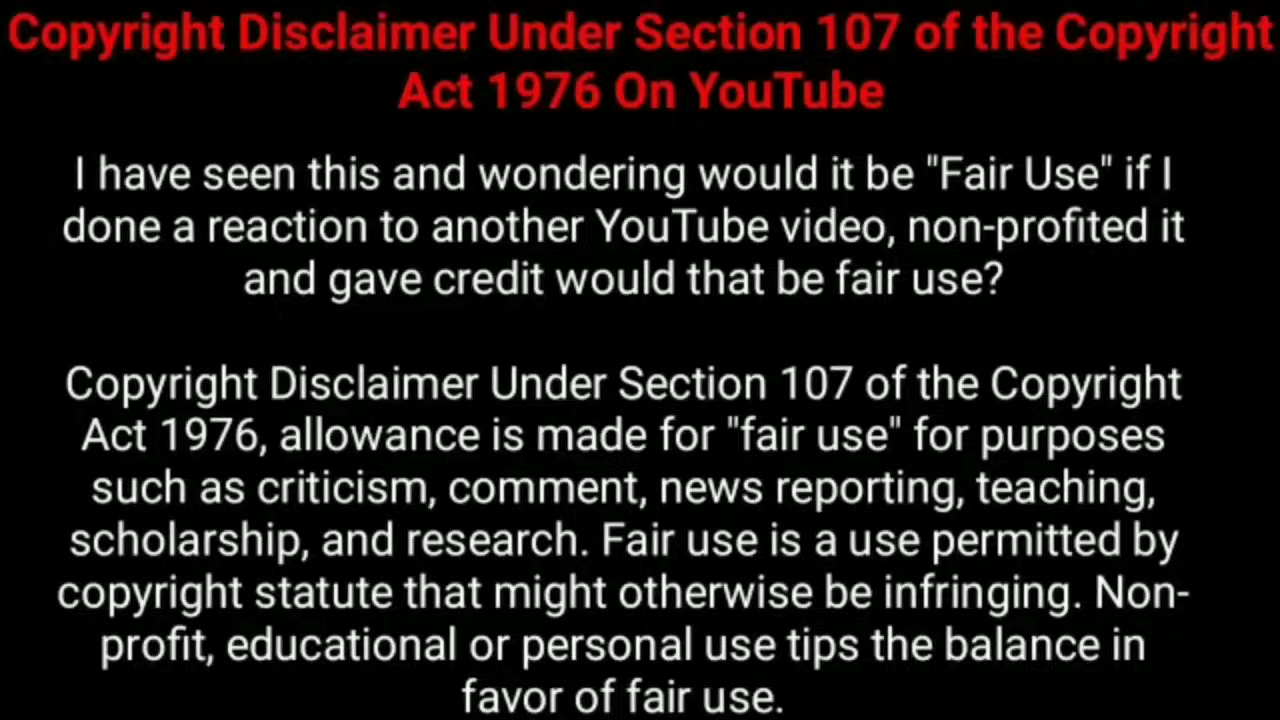 Copyright Disclaimer Under Section 107 of the Copyright
Act 1976 On YouTube
I have seen this and wondering would it be "Fair Use" if I
done a reaction to another YouTube video, non-profited it
and gave credit would that be fair use?
Copyright Disclaimer Under Section 107 of the Copyright
Act 1976, allowance is made for "fair use" for purposes
such as criticism, comment, news reporting, teaching,
scholarship, and research. Fair use is a use permitted by
copyright statute that might otherwise be infringing. Non-
profit, educational or personal use tips the balance in
favor of fair use.